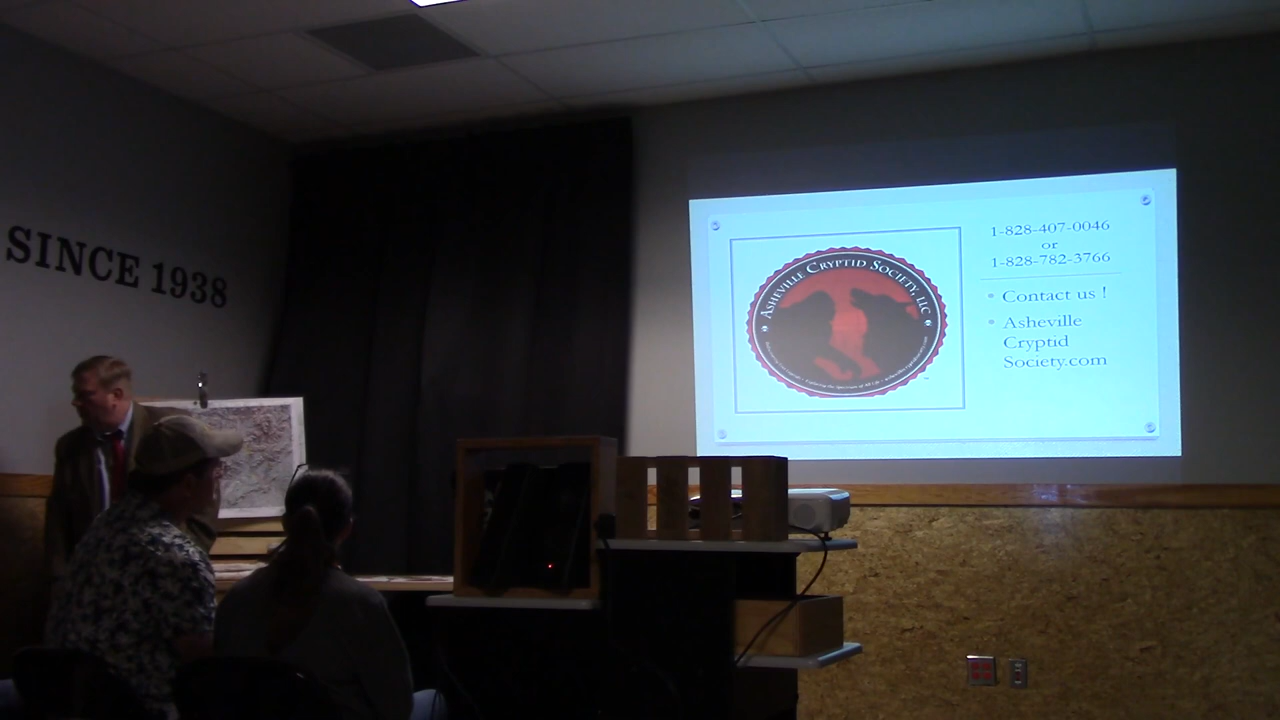 SINCE 1938
ASHEVILLE CRYPTID SOCIETY, LLC
1-828-407-0046
or
1-828-782-3766
• Contact us !
• Asheville
Cryptid
Society.com